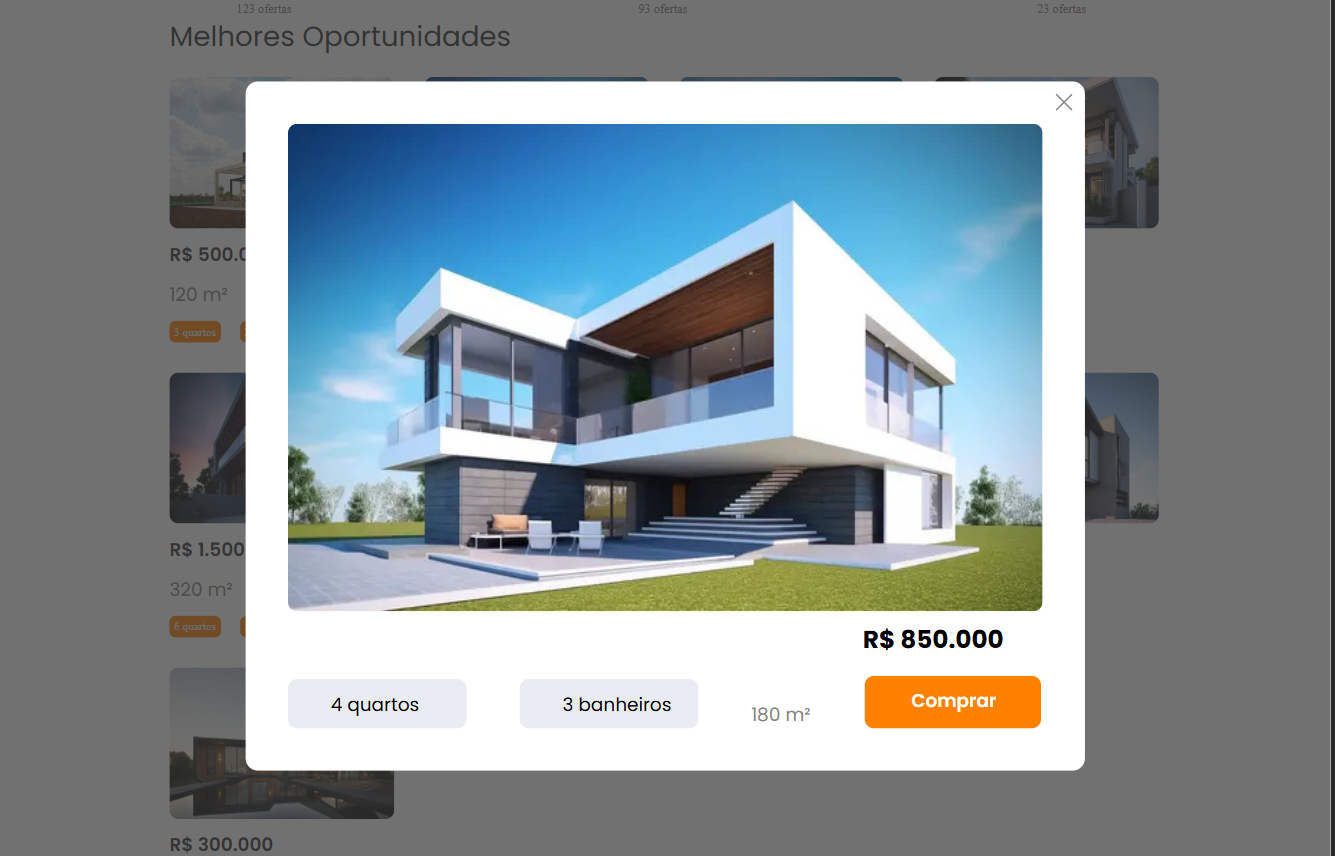 123 ofertas
93 ofertas
23 ofertas
Melhores Oportunidades
R$ 500.0
120 m²
3 quartos
R$ 1.500
320 m²
6 quartos
R$ 300.000
R$ 850.000
4 quartos
3 banheiros
180 m²
Comprar